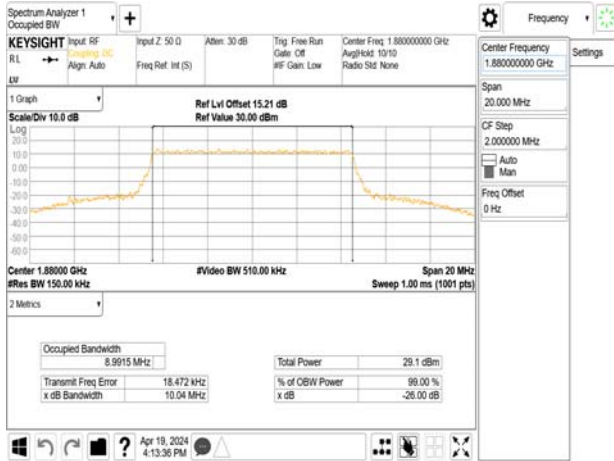 Spectrum Analyzer 1
Occupied BW
+
Frequency
KEYSIGHT Input: RF
RL
Coupling: DC
Align: Auto
LXI
Input Z: 50 Ω
Freq Ref: Int (S)
Atten: 30 dB
Trig: Free Run
Gate: Off
#IF Gain: Low
Center Freq: 1.880000000 GHz
Avg|Hold: 10/10
Radio Std: None
Center Frequency
1.880000000 GHz
Settings
Span
20.000 MHz
CF Step
2.000000 MHz
Auto
Man
Freq Offset
0 Hz
1 Graph
Scale/Div 10.0 dB
Ref Lvl Offset 15.21 dB
Ref Value 30.00 dBm
Log
20.0
10.0
0.00
-10.0
-20.0
-30.0
-40.0
-50.0
-60.0
Center 1.88000 GHz
#Res BW 150.00 kHz
#Video BW 510.00 kHz
Span 20 MHz
Sweep 1.00 ms (1001 pts)
2 Metrics
Occupied Bandwidth
8.9915 MHz
Total Power 29.1 dBm
Transmit Freq Error 18.472 kHz
% of OBW Power 99.00 %
x dB Bandwidth 10.04 MHz
x dB -26.00 dB
?
Apr 19, 2024
4:13:36 PM